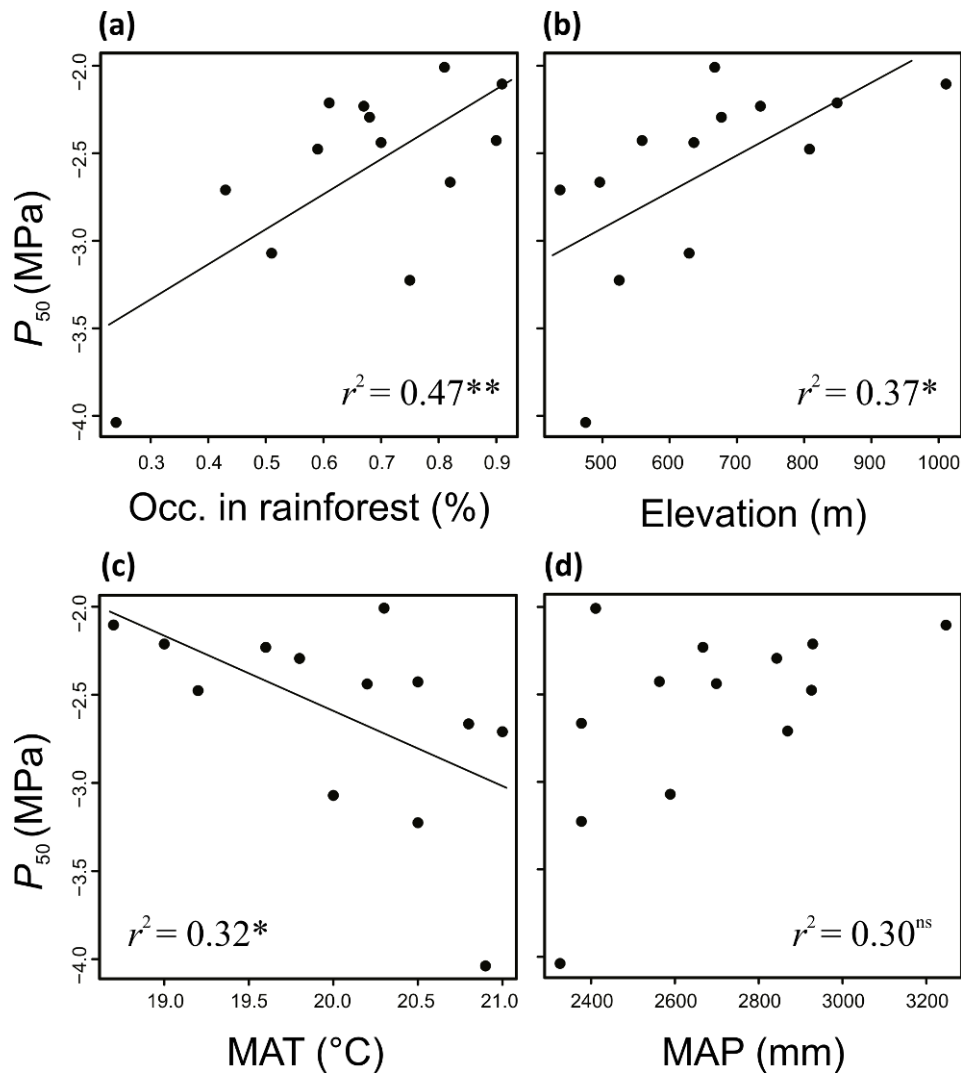 (a)
(b)
-2.0
-2.5
-3.0
-3.5
-4.0
P50 (MPa)
r2 = 0.47**
r2 = 0.37*
0.3 0.4 0.5 0.6 0.7 0.8 0.9
500 600 700 800 900 1000
Occ. in rainforest (%)
Elevation (m)
(c)
(d)
-2.0
-2.5
-3.0
-3.5
-4.0
P50 (MPa)
r2 = 0.32*
r2 = 0.30ns
19.0 19.5 20.0 20.5 21.0
2400 2600 2800 3000 3200
MAT (°C)
MAP (mm)